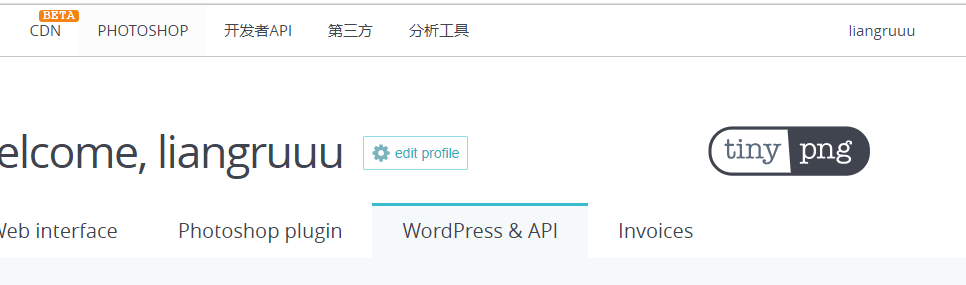 BETA
CDN PHOTOSHOP 开发者API 第三方 分析工具 liangruuu
elcome, liangruuu edit profile tiny png
Web interface Photoshop plugin WordPress & API Invoices